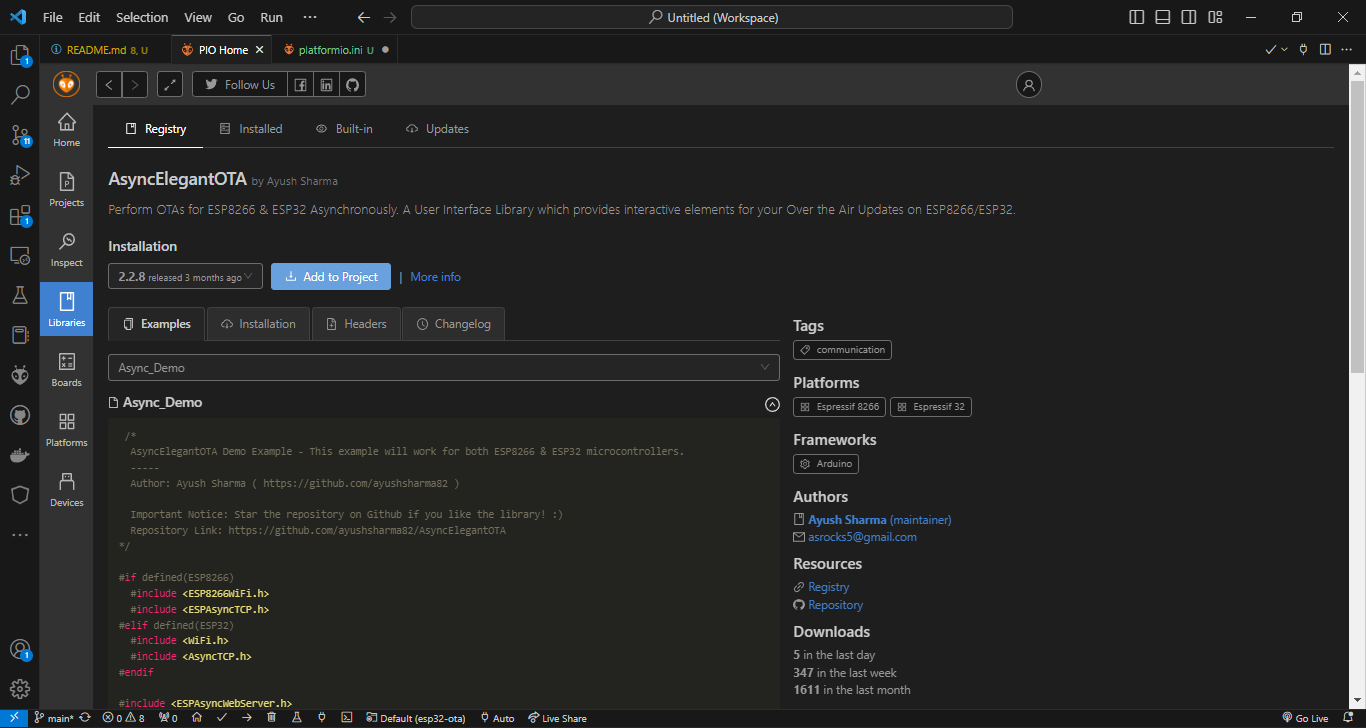 File Edit Selection View Go Run ··· Untitled (Workspace)
README.md 8, U PIO Home platformio.ini U
1
Follow Us
Home
Registry Installed Built-in Updates
11
AsyncElegantOTA by Ayush Sharma
Projects
Perform OTAs for ESP8266 & ESP32 Asynchronously. A User Interface Library which provides interactive elements for your Over the Air Updates on ESP8266/ESP32.
1
Installation
Inspect
2.2.8 released 3 months ago Add to Project | More info
Libraries
Examples Installation Headers Changelog
Tags
communication
Async_Demo
Boards
Platforms
Espressif 8266 Espressif 32
Async_Demo
Platforms
Frameworks
Arduino
Devices
/*
AsyncElegantOTA Demo Example - This example will work for both ESP8266 & ESP32 microcontrollers.
-----
Author: Ayush Sharma ( https://github.com/ayushsharma82 )
Important Notice: Star the repository on Github if you like the library! :)
Repository Link: https://github.com/ayushsharma82/AsyncElegantOTA
*/
#if defined(ESP8266)
#include <ESP8266WiFi.h>
#include <ESPAsyncTCP.h>
#elif defined(ESP32)
#include <WiFi.h>
#include <AsyncTCP.h>
#endif
#include <ESPAsyncWebServer.h>
Authors
Ayush Sharma (maintainer)
asrocks5@gmail.com
Resources
Registry
Repository
Downloads
5 in the last day
347 in the last week
1611 in the last month
1
main* 0 8 0 Default (esp32-ota) Auto Live Share Go Live